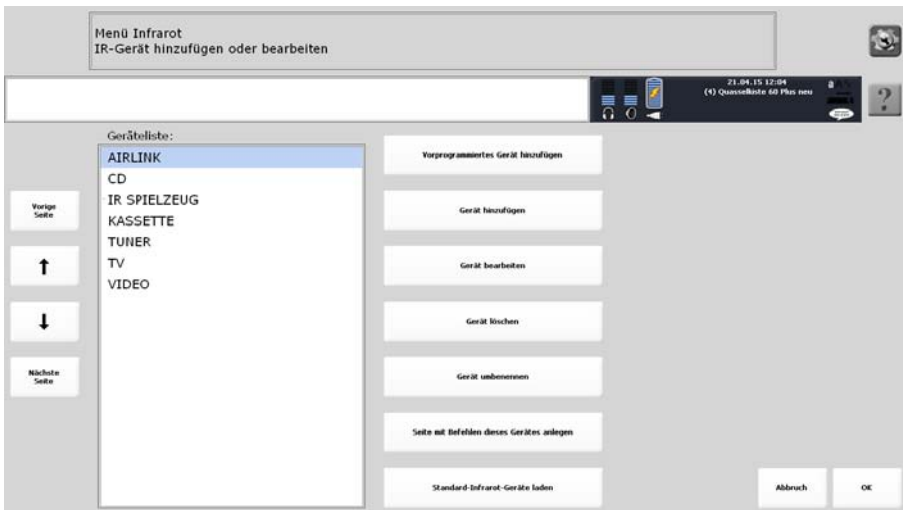 Menü Infrarot
IR-Gerät hinzufügen oder bearbeiten
21.04.15 12:04
(4) Quasselkiste 60 Plus neu
?
Geräteliste:
AIRLINK
CD
IR SPIELZEUG
KASSETTE
TUNER
TV
VIDEO
Vorige
Seite
Nächste
Seite
Vorprogrammiertes Gerät hinzufügen
Gerät hinzufügen
Gerät bearbeiten
Gerät löschen
Gerät umbenennen
Seite mit Befehlen dieses Gerätes anlegen
Standard-Infrarot-Geräte laden
Abbruch
OK